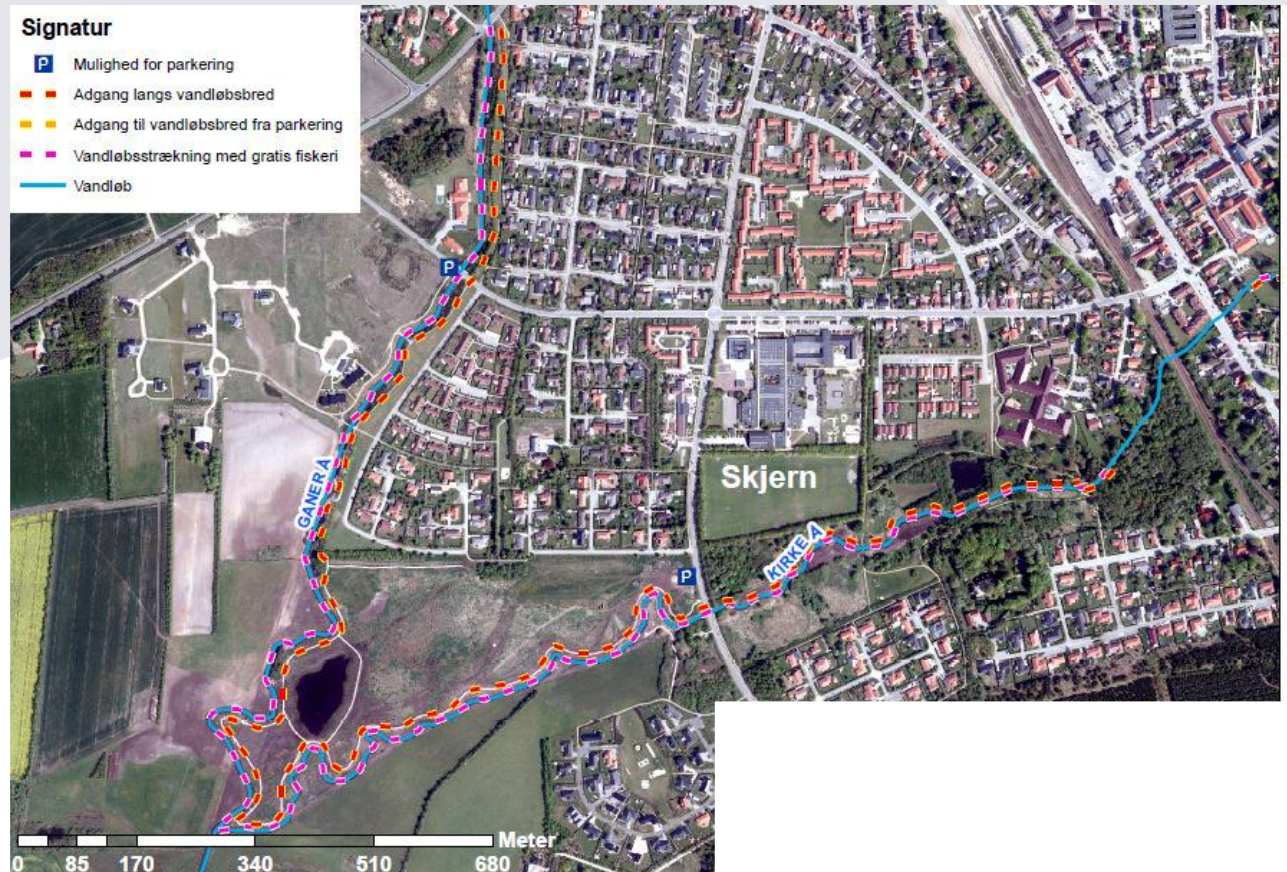 Signatur
P Mulighed for parkering
Adgang langs vandløbsbred
Adgang til vandløbsbred fra parkering
Vandløbsstrækning med gratis fiskeri
Vandløb
N
P
GANER Å
Skjern
KIRKE Å
P
Meter
0 85 170 340 510 680